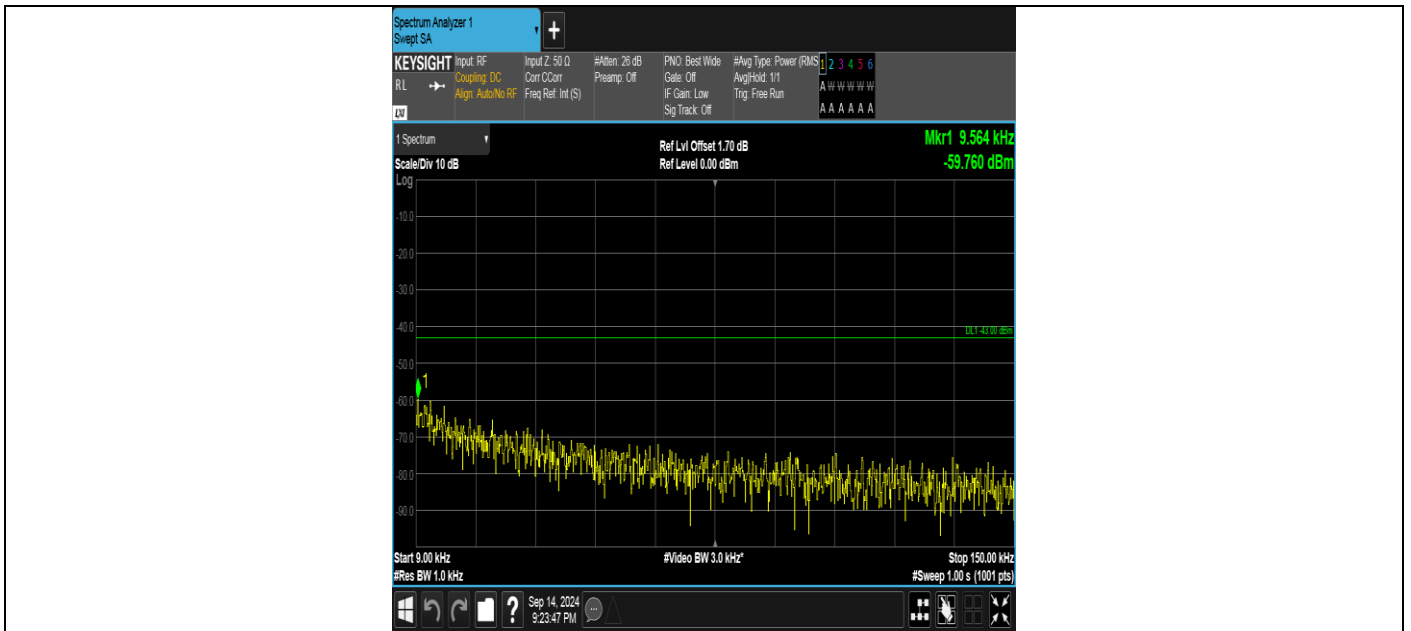 Spectrum Analyzer 1
Swept SA
+
KEYSIGHT
RL
LXI
Input: RF
Coupling: DC
Align: Auto/No RF
Input Z: 50 Ω
Corr CCorr
Freq Ref: Int (S)
#Atten: 26 dB
Preamp: Off
PNO: Best Wide
Gate: Off
IF Gain: Low
Sig Track: Off
#Avg Type: Power (RMS
Avg|Hold: 1/1
Trig: Free Run
1 2 3 4 5 6
A W W W W W
A A A A A A
1 Spectrum
Scale/Div 10 dB
Log
Ref Lvl Offset 1.70 dB
Ref Level 0.00 dBm
Mkr1 9.564 kHz
-59.760 dBm
-10.0
-20.0
-30.0
-40.0
DL1 -43.00 dBm
-50.0
1
-60.0
-70.0
-80.0
-90.0
Start 9.00 kHz
#Video BW 3.0 kHz*
Stop 150.00 kHz
#Res BW 1.0 kHz
#Sweep 1.00 s (1001 pts)
?
Sep 14, 2024
9:23:47 PM